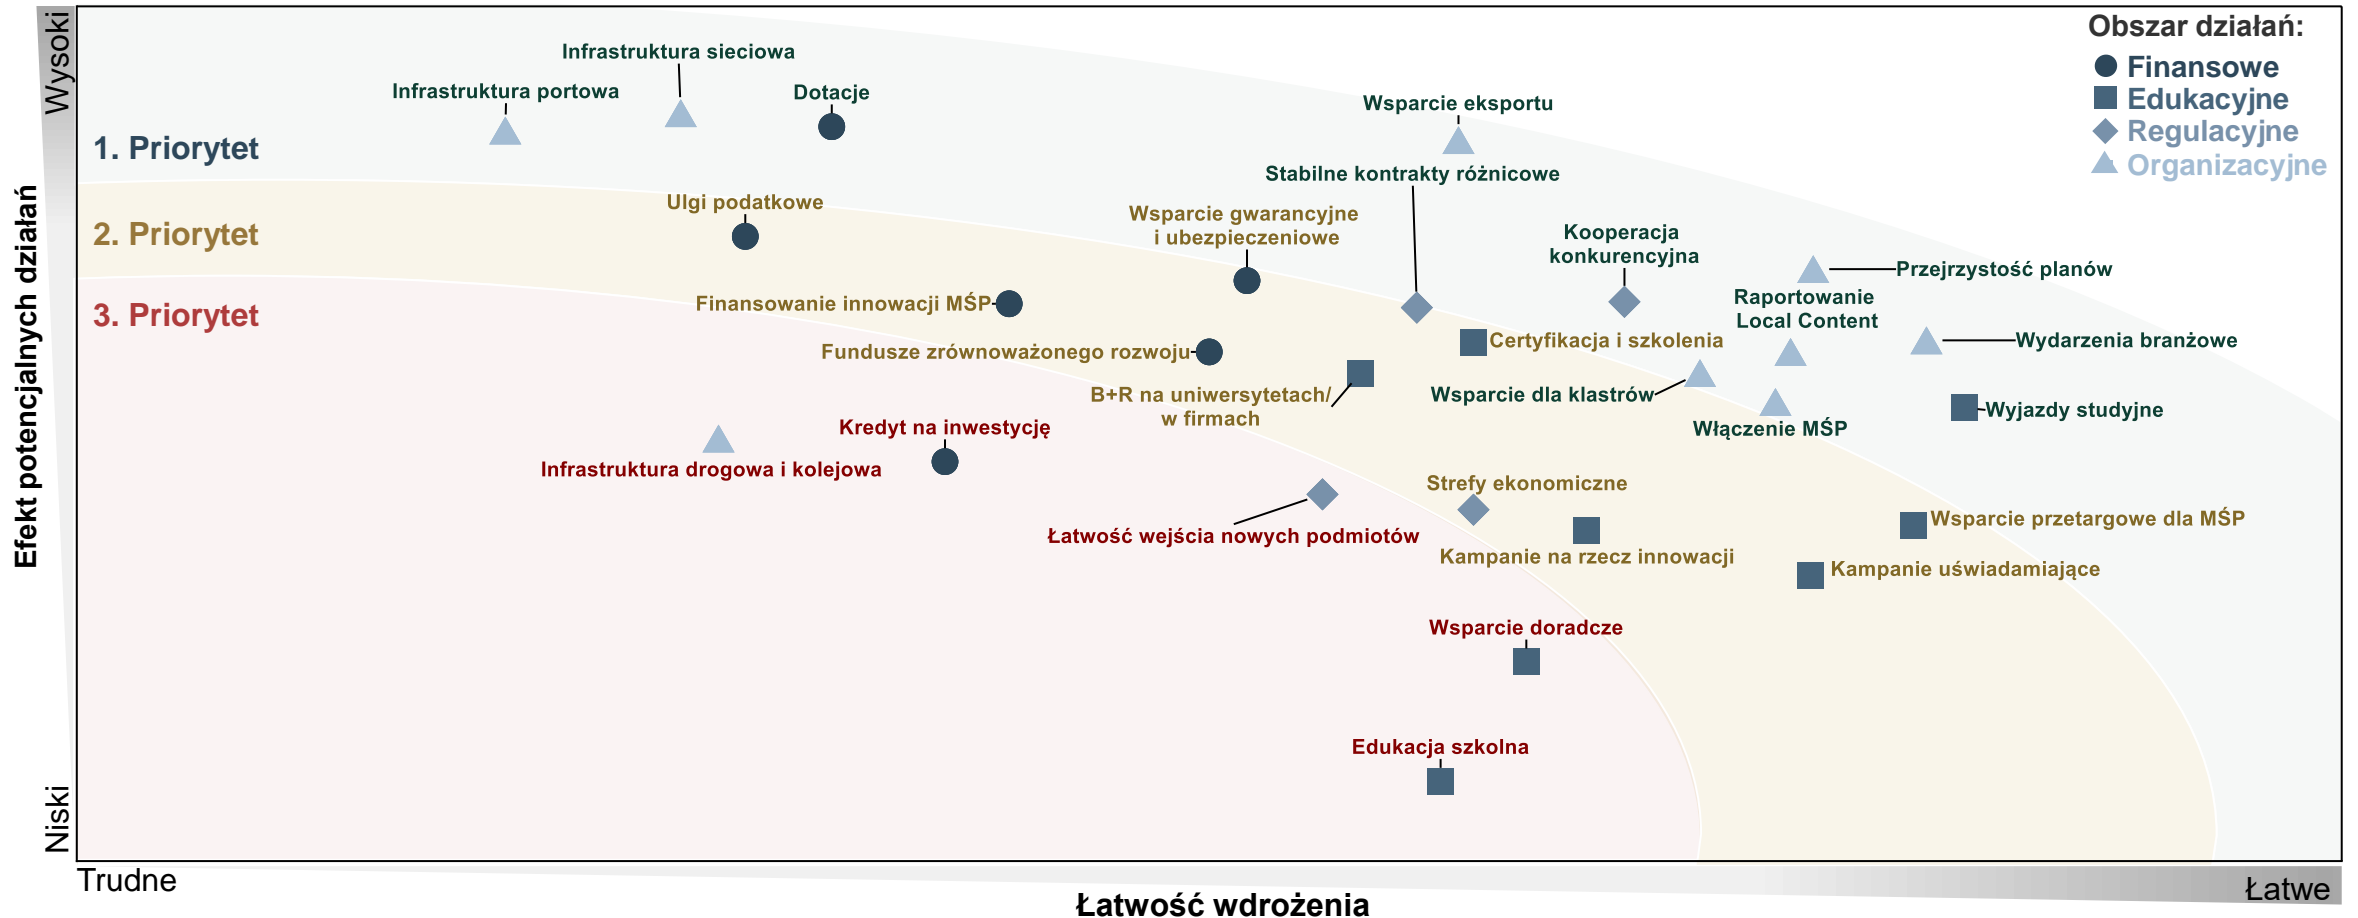 Wysoki
Efekt potencjalnych działań
Niski
Obszar działań:
Finansowe
Edukacyjne
Regulacyjne
Organizacyjne
Infrastruktura sieciowa
Infrastruktura portowa
Dotacje
Wsparcie eksportu
1. Priorytet
Stabilne kontrakty różnicowe
Ulgi podatkowe
Wsparcie gwarancyjne
i ubezpieczeniowe
2. Priorytet
Kooperacja
konkurencyjna
Przejrzystość planów
Raportowanie
Local Content
Finansowanie innowacji MŚP
3. Priorytet
Certyfikacja i szkolenia
Wydarzenia branżowe
Fundusze zrównoważonego rozwoju
B+R na uniwersytetach/
w firmach
Wsparcie dla klastrów
Wyjazdy studyjne
Włączenie MŚP
Kredyt na inwestycję
Infrastruktura drogowa i kolejowa
Strefy ekonomiczne
Wsparcie przetargowe dla MŚP
Łatwość wejścia nowych podmiotów
Kampanie na rzecz innowacji
Kampanie uświadamiające
Wsparcie doradcze
Edukacja szkolna
Trudne
Łatwość wdrożenia
Łatwe